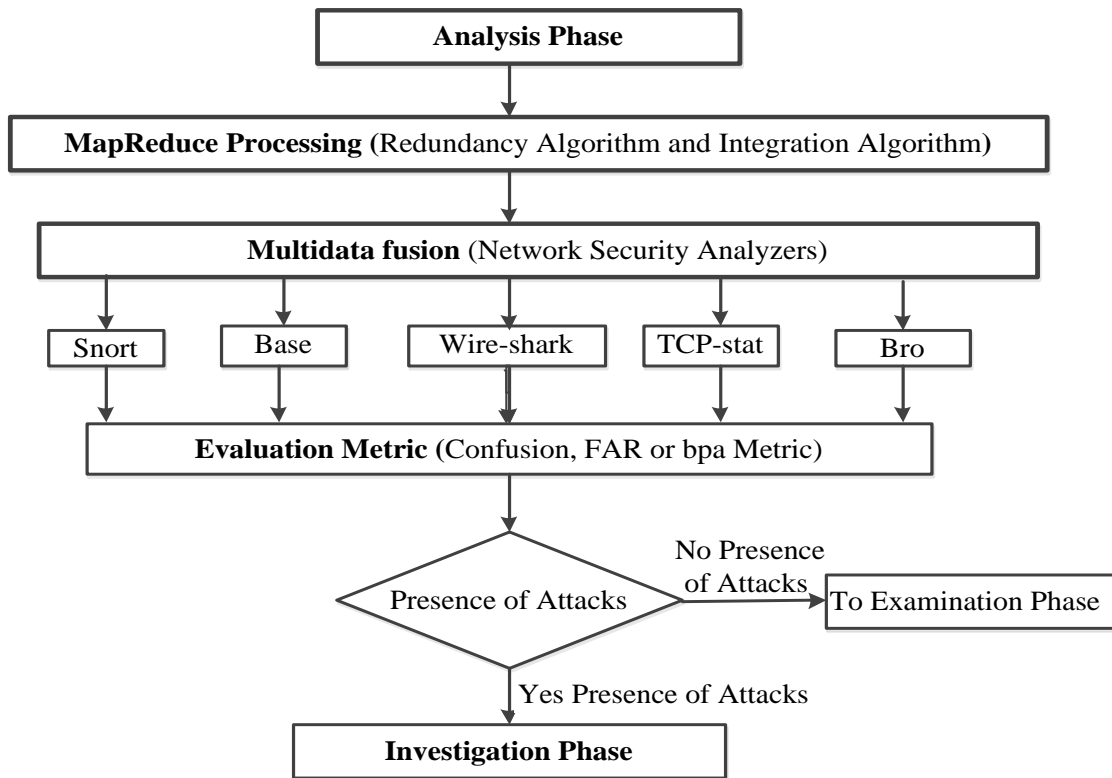 Analysis Phase
MapReduce Processing (Redundancy Algorithm and Integration Algorithm)
Multidata fusion (Network Security Analyzers)
Snort
Base
Wire-shark
TCP-stat
Bro
Evaluation Metric (Confusion, FAR or bpa Metric)
No Presence
of Attacks
Presence of Attacks
To Examination Phase
Yes Presence of Attacks
Investigation Phase